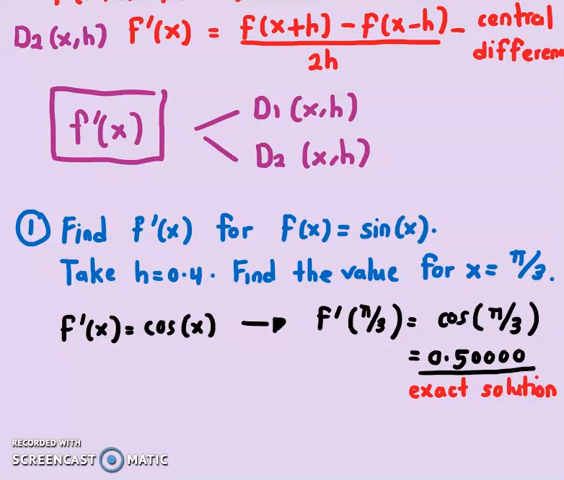 D₂(x,h) f'(x) = f(x+h) - f(x-h) central
2h differen
f'(x) D₁(x,h)
D₂(x,h)
① Find f'(x) for f(x) = sin(x).
Take h=0.4. Find the value for x= π/3.
f'(x) = cos(x) → f'(π/3) = cos(π/3)
= 0.50000
exact solution
RECORDED WITH
SCREENCAST MATIC